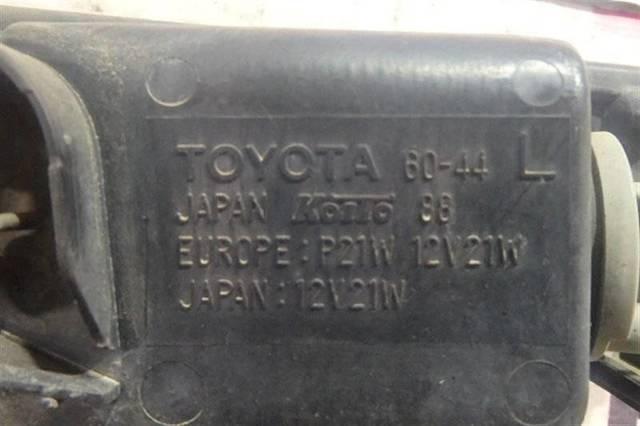 TOYOTA 60-44 L
JAPAN Koito 88
EUROPE: P21W 12V21W
JAPAN: 12V21W